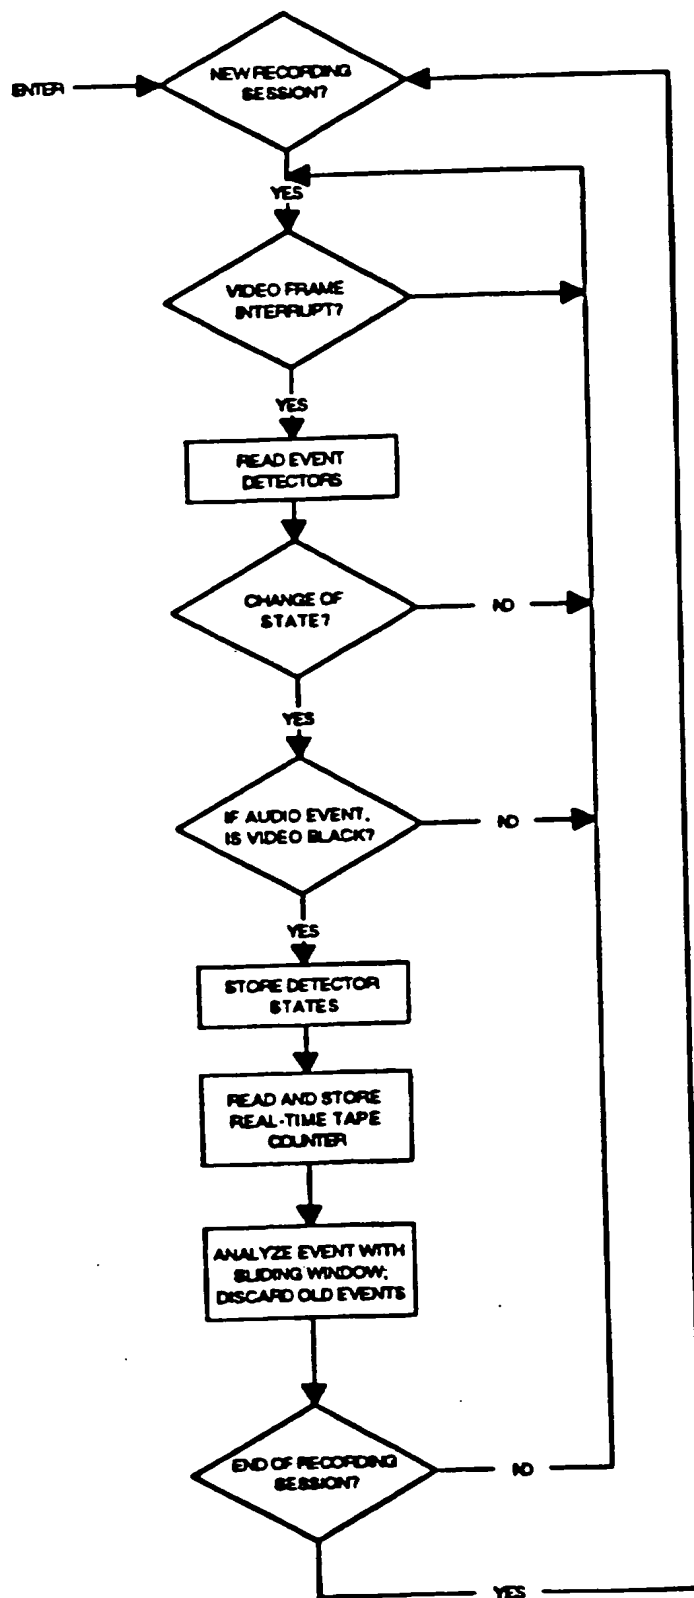 NEW RECORDING
SESSION?
ENTER
YES
VIDEO FRAME
INTERRUPT?
YES
READ EVENT
DETECTORS
CHANGE OF
STATE?
NO
YES
IF AUDIO EVENT,
IS VIDEO BLACK?
NO
YES
STORE DETECTOR
STATES
READ AND STORE
REAL-TIME TAPE
COUNTER
ANALYZE EVENT WITH
SLIDING WINDOW;
DISCARD OLD EVENTS
END OF RECORDING
SESSION?
NO
YES